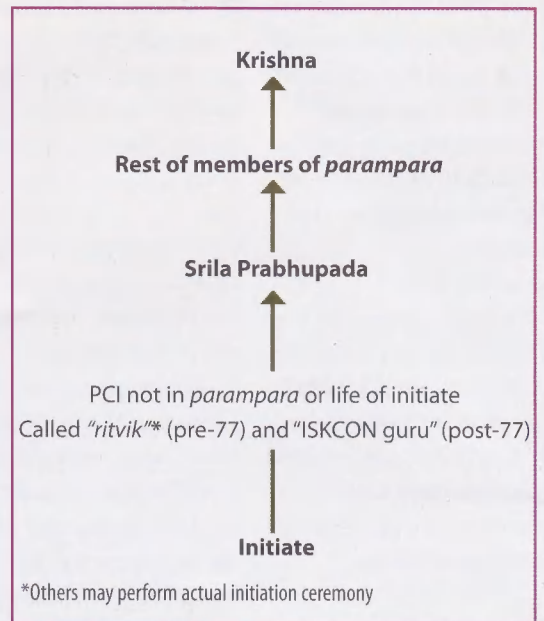 Krishna
Rest of members of parampara
Srila Prabhupada
PCI not in parampara or life of initiate
Called "ritvik"* (pre-77) and "ISKCON guru" (post-77)
Initiate
*Others may perform actual initiation ceremony